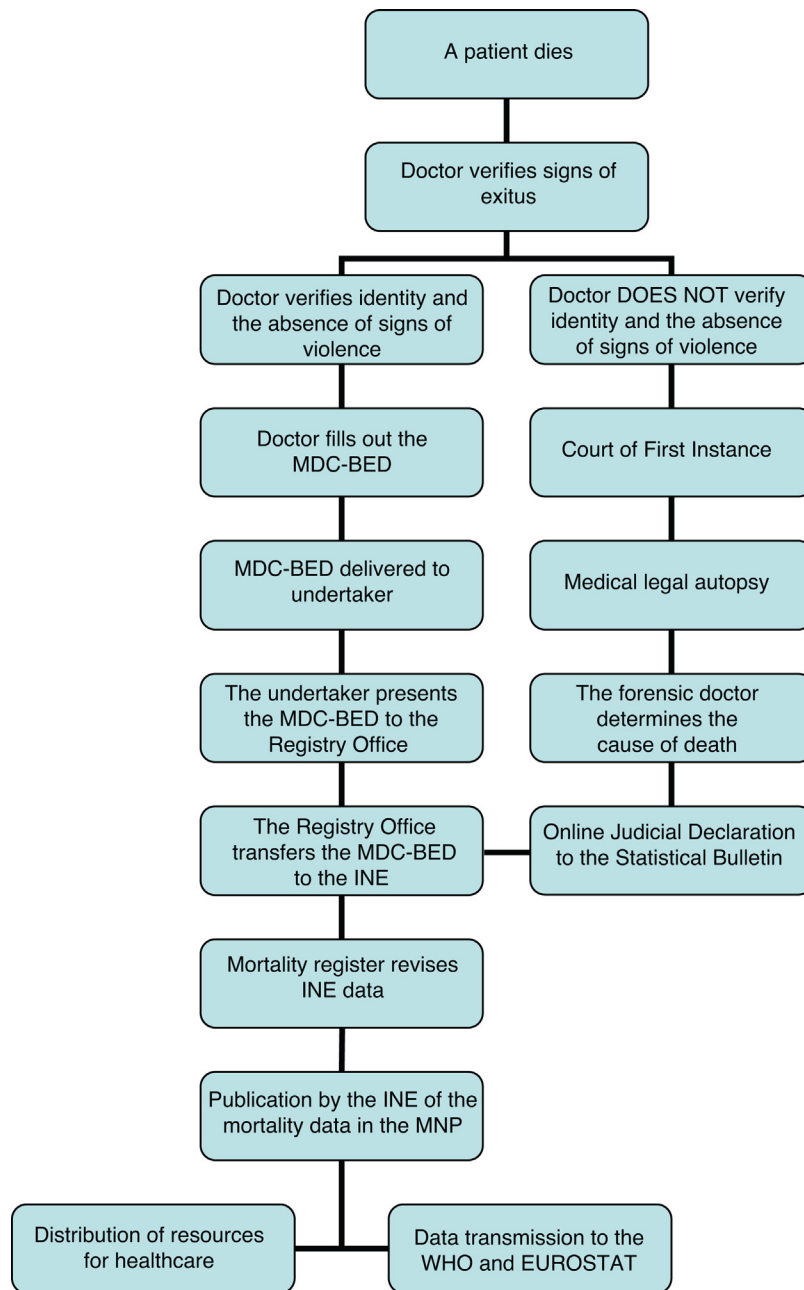 A patient dies
Doctor verifies signs of
exitus
Doctor verifies identity and
the absence of signs of
violence
Doctor DOES NOT verify
identity and the absence
of signs of violence
Doctor fills out the
MDC-BED
Court of First Instance
MDC-BED delivered to
undertaker
Medical legal autopsy
The undertaker presents
the MDC-BED to the
Registry Office
The forensic doctor
determines the
cause of death
The Registry Office
transfers the MDC-BED
to the INE
Online Judicial Declaration
to the Statistical Bulletin
Mortality register revises
INE data
Publication by the INE of the
mortality data in the MNP
Distribution of resources
for healthcare
Data transmission to the
WHO and EUROSTAT